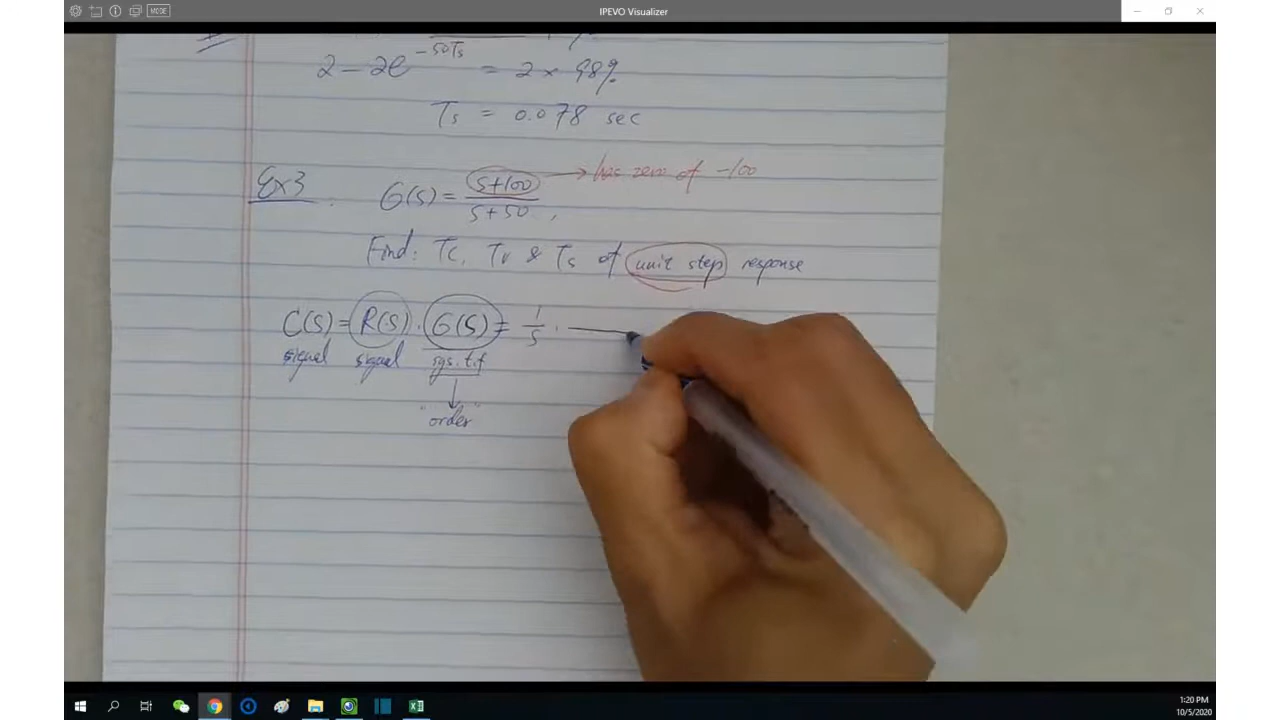 IPEVO Visualizer
MODE
2 - 2e^-50Ts = 2 × 98%
Ts = 0.078 sec
Ex3 G(s) = s+100 / s+50 , → has zero of -100
Find: Tc, Tr & Ts of unit step response
C(s) = R(s) · G(s) = 1/s ·
signal signal sys. t.f
"order"
1:20 PM
10/5/2020